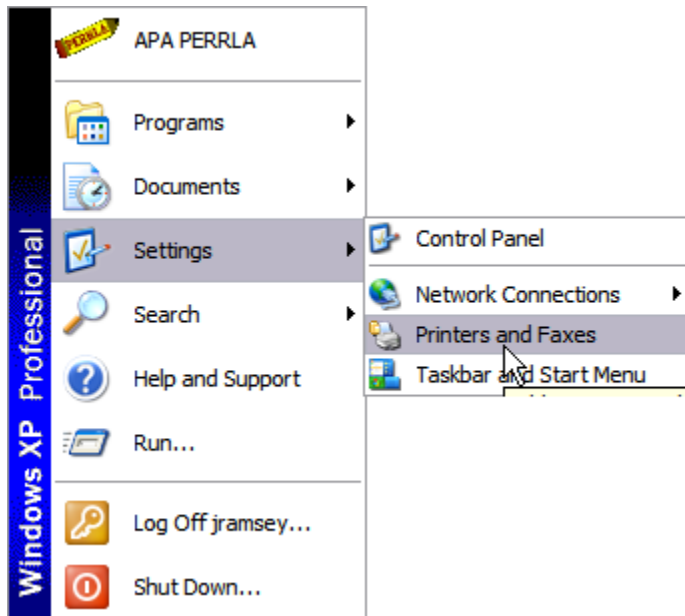 PERRLA
APA PERRLA
Programs
Documents
Settings
Search
Help and Support
Run...
Log Off jramsey...
Shut Down...
Windows XP Professional
Control Panel
Network Connections
Printers and Faxes
Taskbar and Start Menu